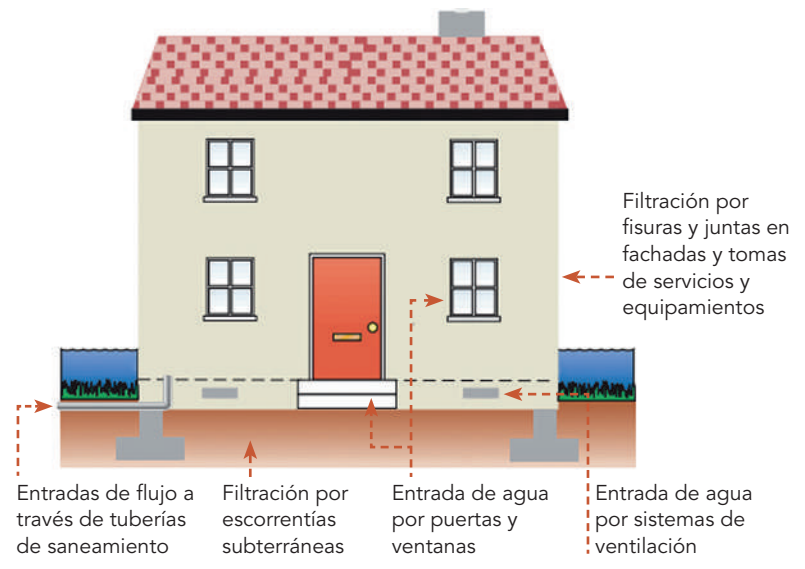 Filtración por
fisuras y juntas en
fachadas y tomas
de servicios y
equipamientos
Entradas de flujo a
través de tuberías
de saneamiento
Filtración por
escorrentías
subterráneas
Entrada de agua
por puertas y
ventanas
Entrada de agua
por sistemas de
ventilación